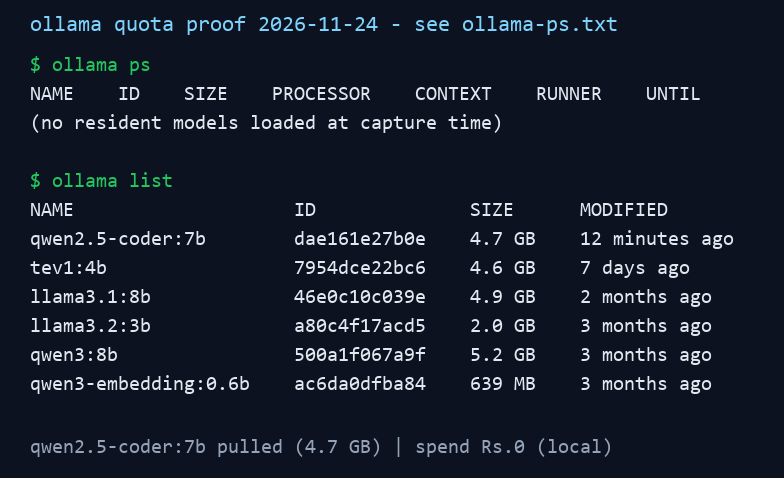 ollama quota proof 2026-11-24 - see ollama-ps.txt
$ ollama ps
NAME    ID    SIZE    PROCESSOR    CONTEXT    RUNNER    UNTIL
(no resident models loaded at capture time)
$ ollama list
NAME                    ID              SIZE      MODIFIED
qwen2.5-coder:7b        dae161e27b0e    4.7 GB    12 minutes ago
tev1:4b                 7954dce22bc6    4.6 GB    7 days ago
llama3.1:8b             46e0c10c039e    4.9 GB    2 months ago
llama3.2:3b             a80c4f17acd5    2.0 GB    3 months ago
qwen3:8b                500a1f067a9f    5.2 GB    3 months ago
qwen3-embedding:0.6b    ac6da0dfba84    639 MB    3 months ago
qwen2.5-coder:7b pulled (4.7 GB) | spend Rs.0 (local)